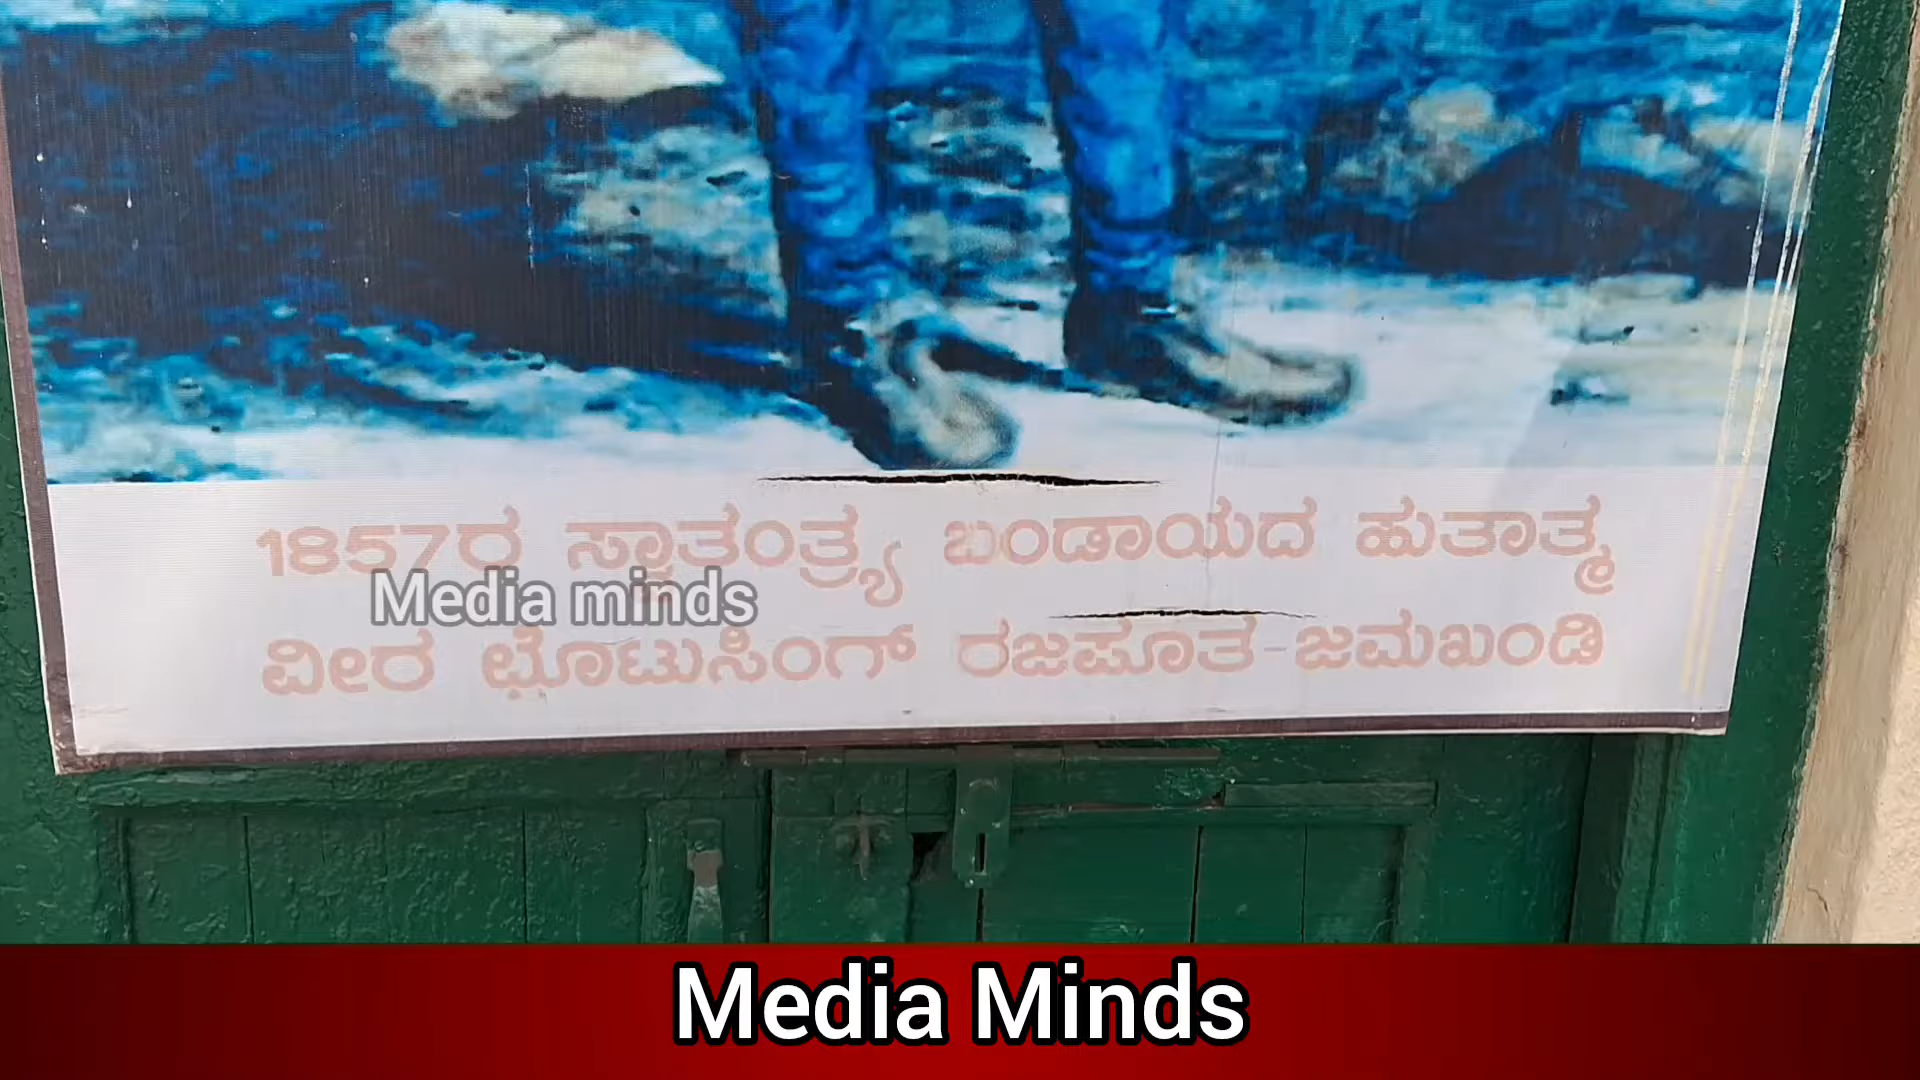 1857ರ ಸ್ವಾತಂತ್ರ್ಯ ಬಂಡಾಯದ ಹುತಾತ್ಮ
Media minds
ವೀರ ಛೋಟುಸಿಂಗ್ ರಜಪೂತ-ಜಮಖಂಡಿ
Media Minds